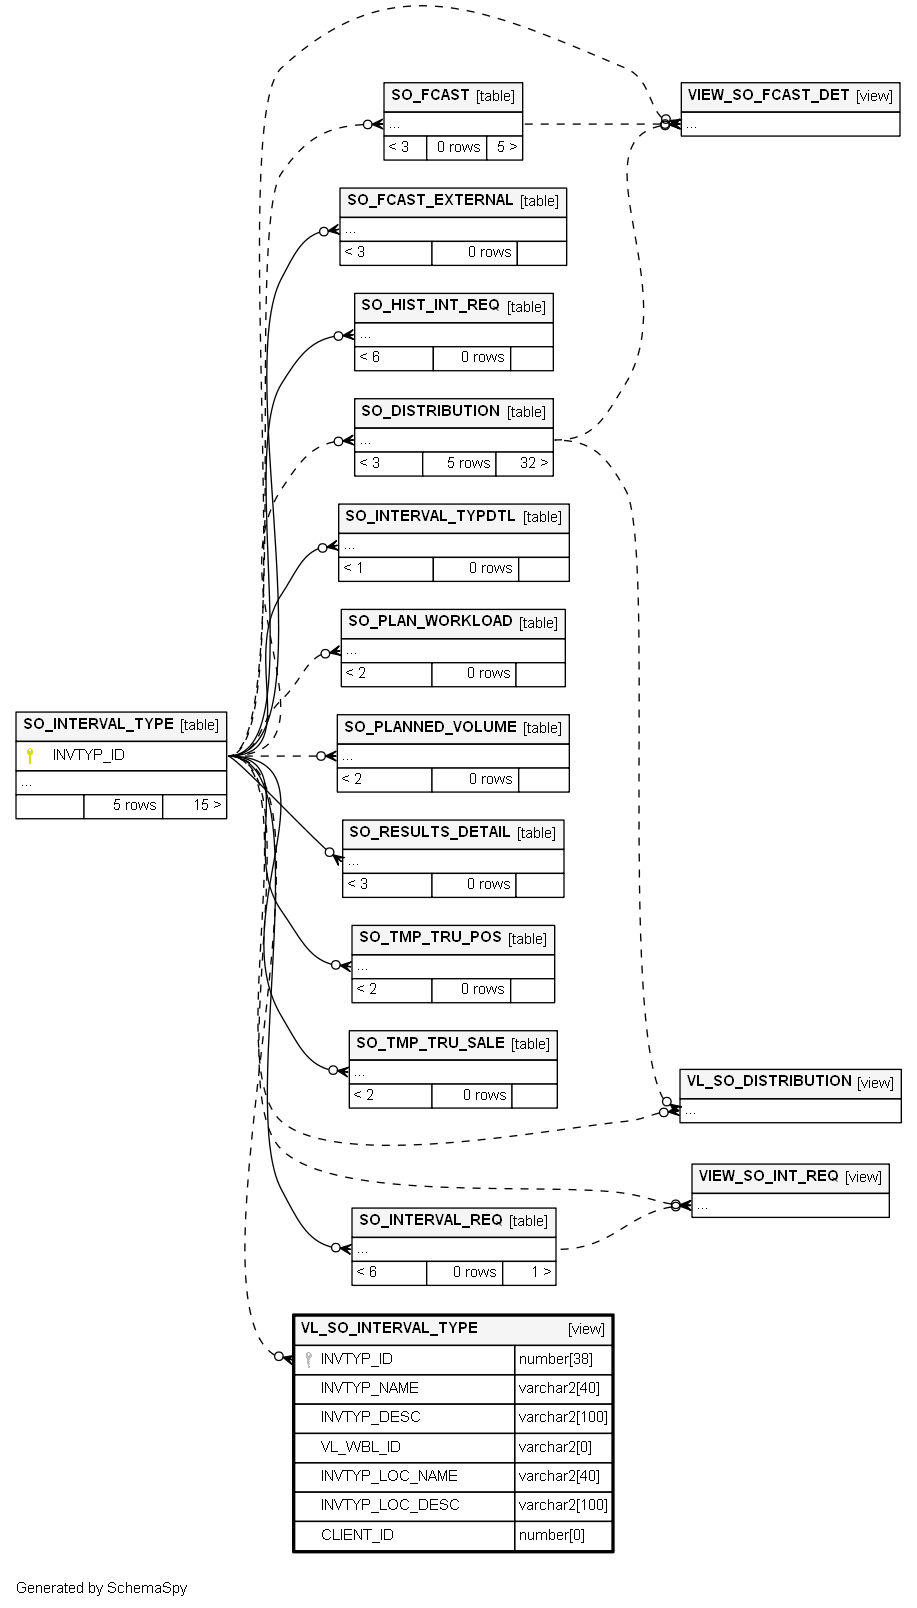 SO_FCAST [table]
...
< 3 0 rows 5 >
VIEW_SO_FCAST_DET [view]
...
SO_FCAST_EXTERNAL [table]
...
< 3 0 rows
SO_HIST_INT_REQ [table]
...
< 6 0 rows
SO_DISTRIBUTION [table]
...
< 3 5 rows 32 >
SO_INTERVAL_TYPDTL [table]
...
< 1 0 rows
SO_PLAN_WORKLOAD [table]
...
< 2 0 rows
SO_INTERVAL_TYPE [table]
INVTYP_ID
...
5 rows 15 >
SO_PLANNED_VOLUME [table]
...
< 2 0 rows
SO_RESULTS_DETAIL [table]
...
< 3 0 rows
SO_TMP_TRU_POS [table]
...
< 2 0 rows
SO_TMP_TRU_SALE [table]
...
< 2 0 rows
VL_SO_DISTRIBUTION [view]
...
VIEW_SO_INT_REQ [view]
...
SO_INTERVAL_REQ [table]
...
< 6 0 rows 1 >
VL_SO_INTERVAL_TYPE [view]
INVTYP_ID number[38]
INVTYP_NAME varchar2[40]
INVTYP_DESC varchar2[100]
VL_WBL_ID varchar2[0]
INVTYP_LOC_NAME varchar2[40]
INVTYP_LOC_DESC varchar2[100]
CLIENT_ID number[0]
Generated by SchemaSpy